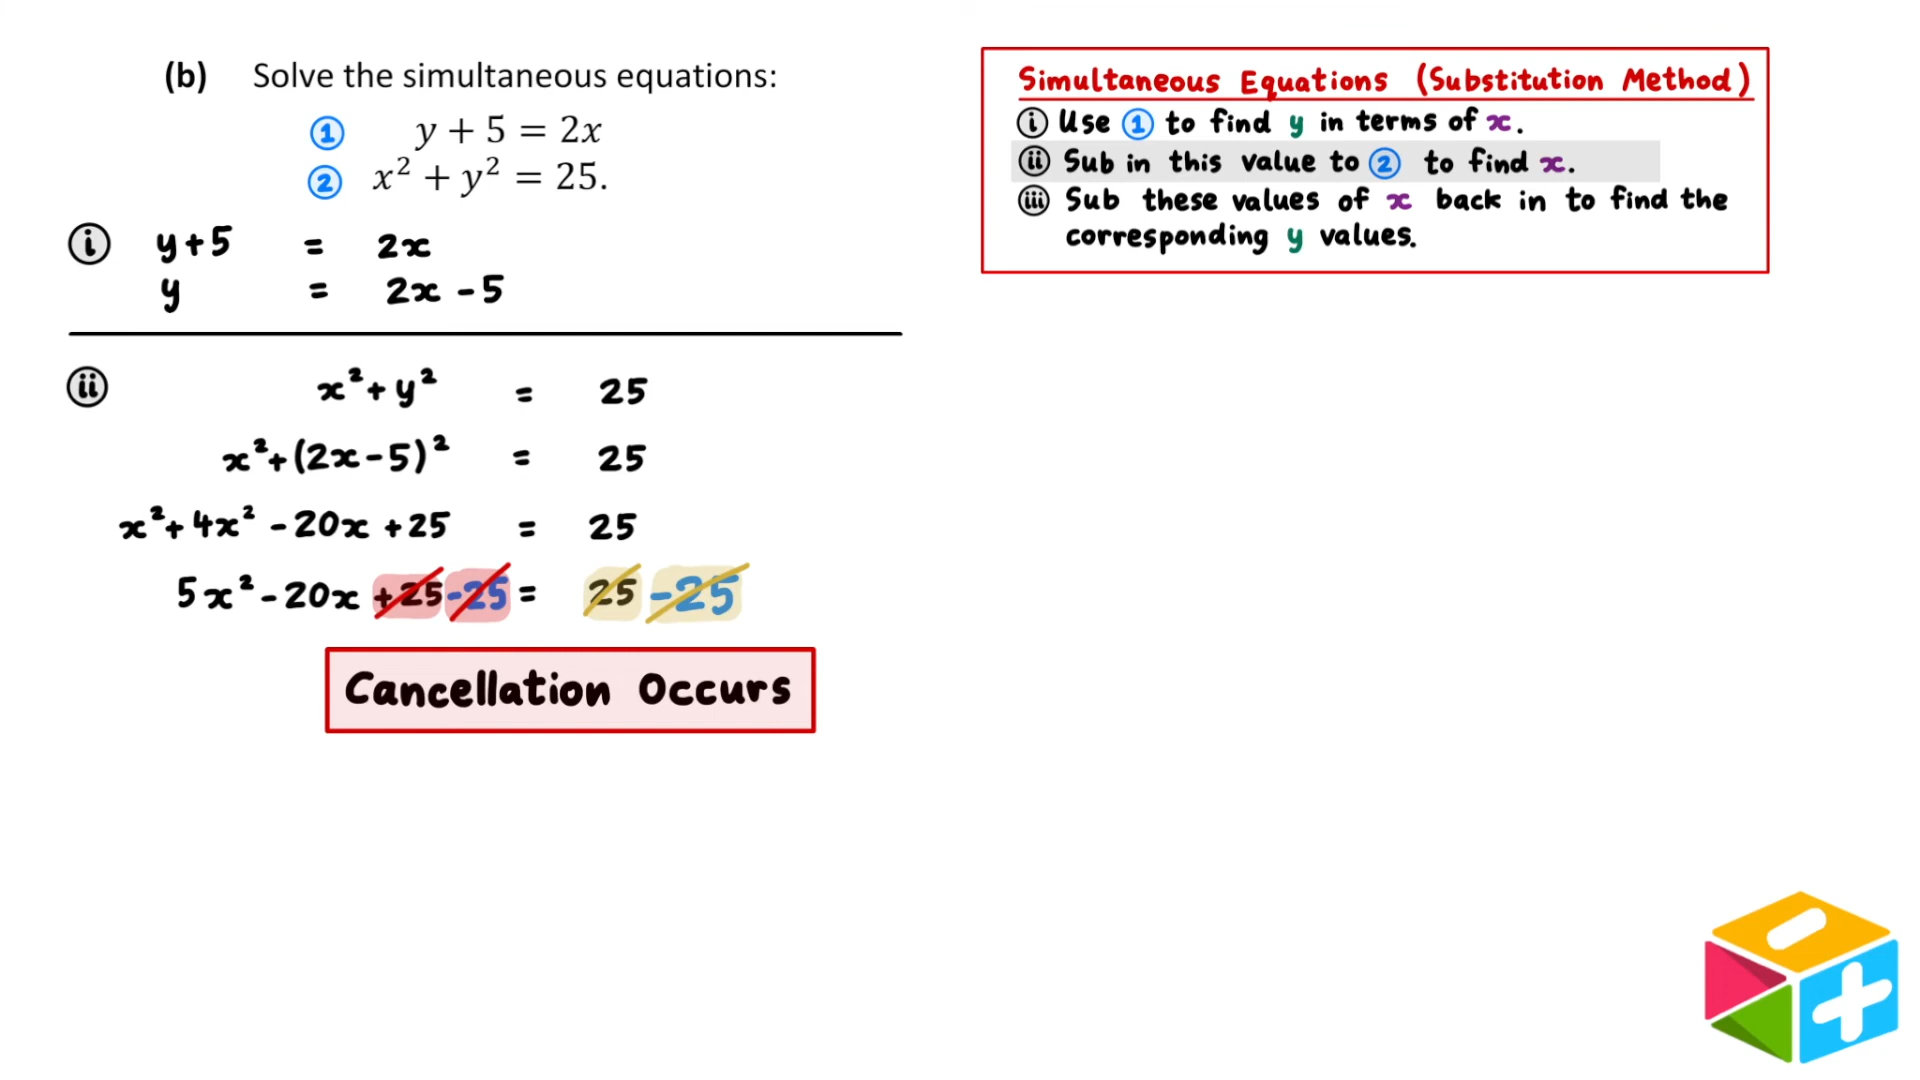 (b) Solve the simultaneous equations:
① y + 5 = 2x
② x² + y² = 25.
ⓘ y+5 = 2x
y = 2x - 5
ⓘⓘ x² + y² = 25
x² + (2x - 5)² = 25
x² + 4x² - 20x + 25 = 25
5x² - 20x + 25 - 25 = 25 - 25
Cancellation Occurs
Simultaneous Equations (Substitution Method)
ⓘ Use ① to find y in terms of x.
ⓘⓘ Sub in this value to ② to find x.
ⓘⓘⓘ Sub these values of x back in to find the
corresponding y values.